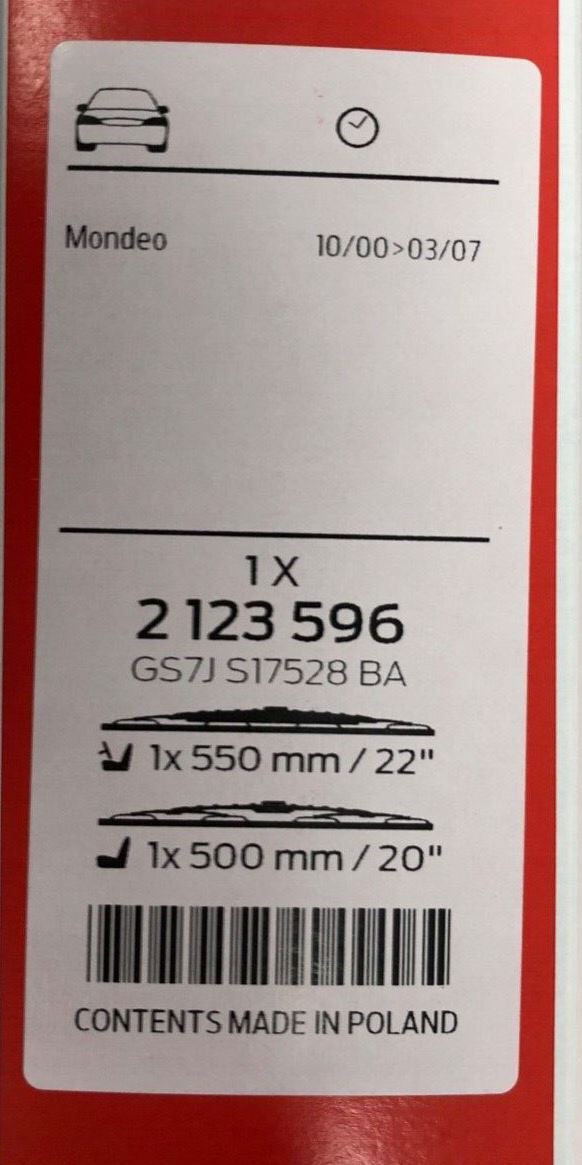 Mondeo 10/00>03/07
1 X
2 123 596
GS7J S17528 BA
1x 550 mm / 22"
1x 500 mm / 20"
CONTENTS MADE IN POLAND